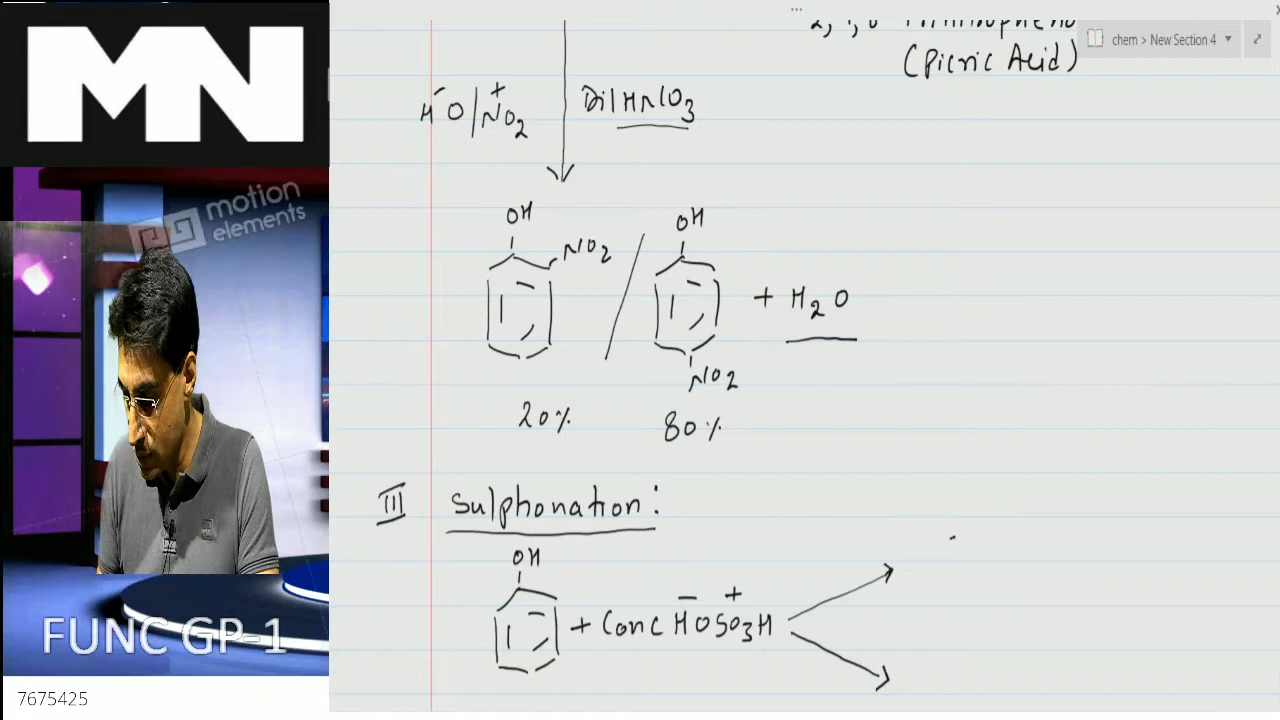 MN
motion
elements
FUNC GP-1
7675425
chem > New Section 4
(Picric Acid)
H⁻O/N⁺O2
Dil HNO3
OH
NO2
OH
NO2
+ H2O
20%
80%
III Sulphonation:
OH
+ Conc H⁻O SO3⁺H